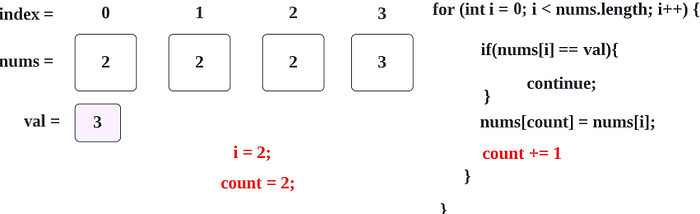 index = 0 1 2 3
nums = 2 2 2 3
val = 3
i = 2;
count = 2;
for (int i = 0; i < nums.length; i++) {
if(nums[i] == val){
continue;
}
nums[count] = nums[i];
count += 1
}
}